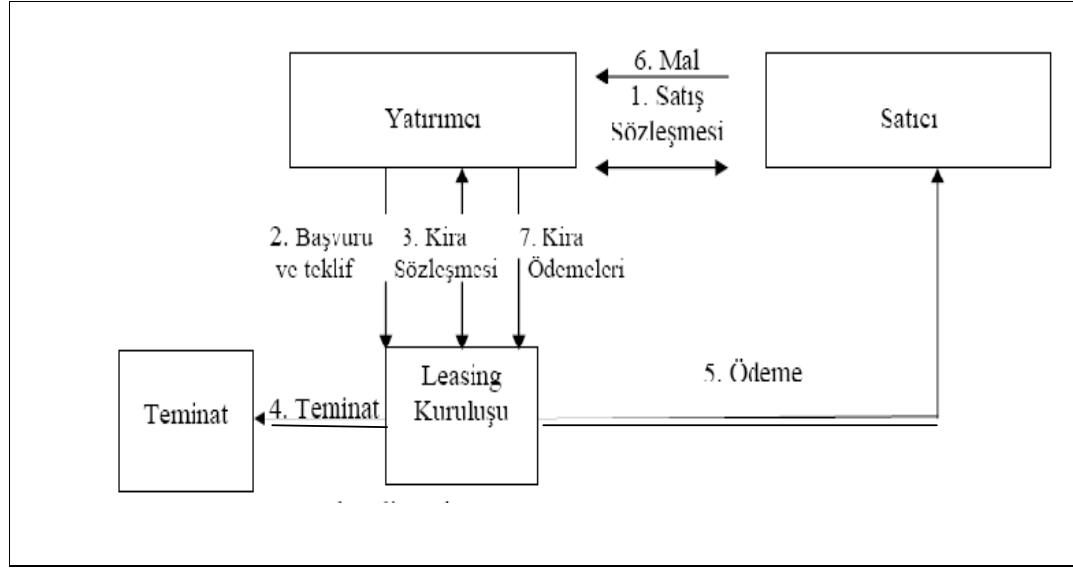 6. Mal
1. Satış
Sözleşmesi
Yatırımcı
Satıcı
2. Başvuru
ve teklif
3. Kira
Sözleşmesi
7. Kira
Ödemeleri
Leasing
Kuruluşu
Teminat
4. Teminat
5. Ödeme